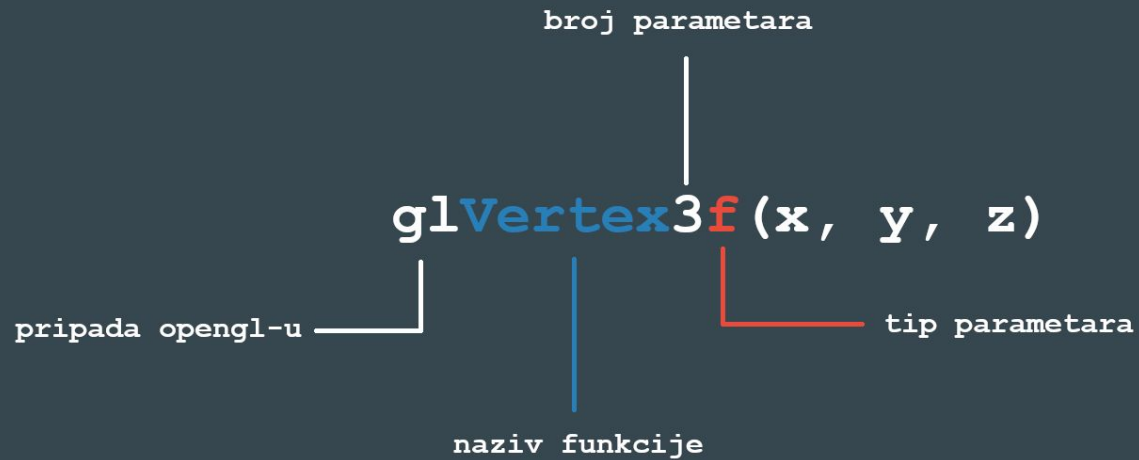 broj parametara
glVertex3f(x, y, z)
pripada opengl-u
tip parametara
naziv funkcije